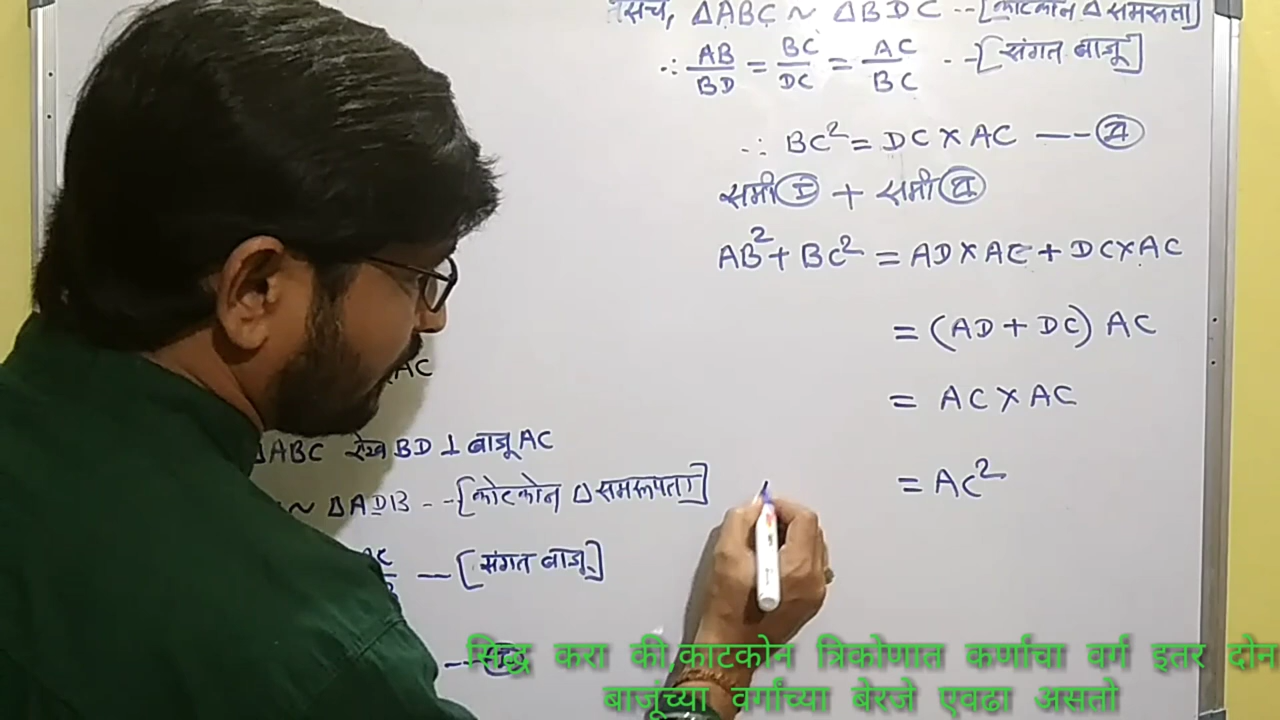 तसेच, ΔABC ~ ΔBDC --[काटकोन Δ समरूपता]
∴ AB/BD = BC/DC = AC/BC --[संगत बाजू]
∴ BC² = DC × AC —--(II)
समी(I) + समी(II)
AB² + BC² = AD×AC + DC×AC
= (AD + DC) AC
= AC × AC
= AC²
AC
ΔABC रेख BD ⊥ बाजू AC
~ ΔADB --[काटकोन Δ समरूपता]
— [संगत बाजू]
--(I)
सिद्ध करा की,काटकोन त्रिकोणात कर्णाचा वर्ग इतर दोन
बाजूंच्या वर्गांच्या बेरजे एवढा असतो